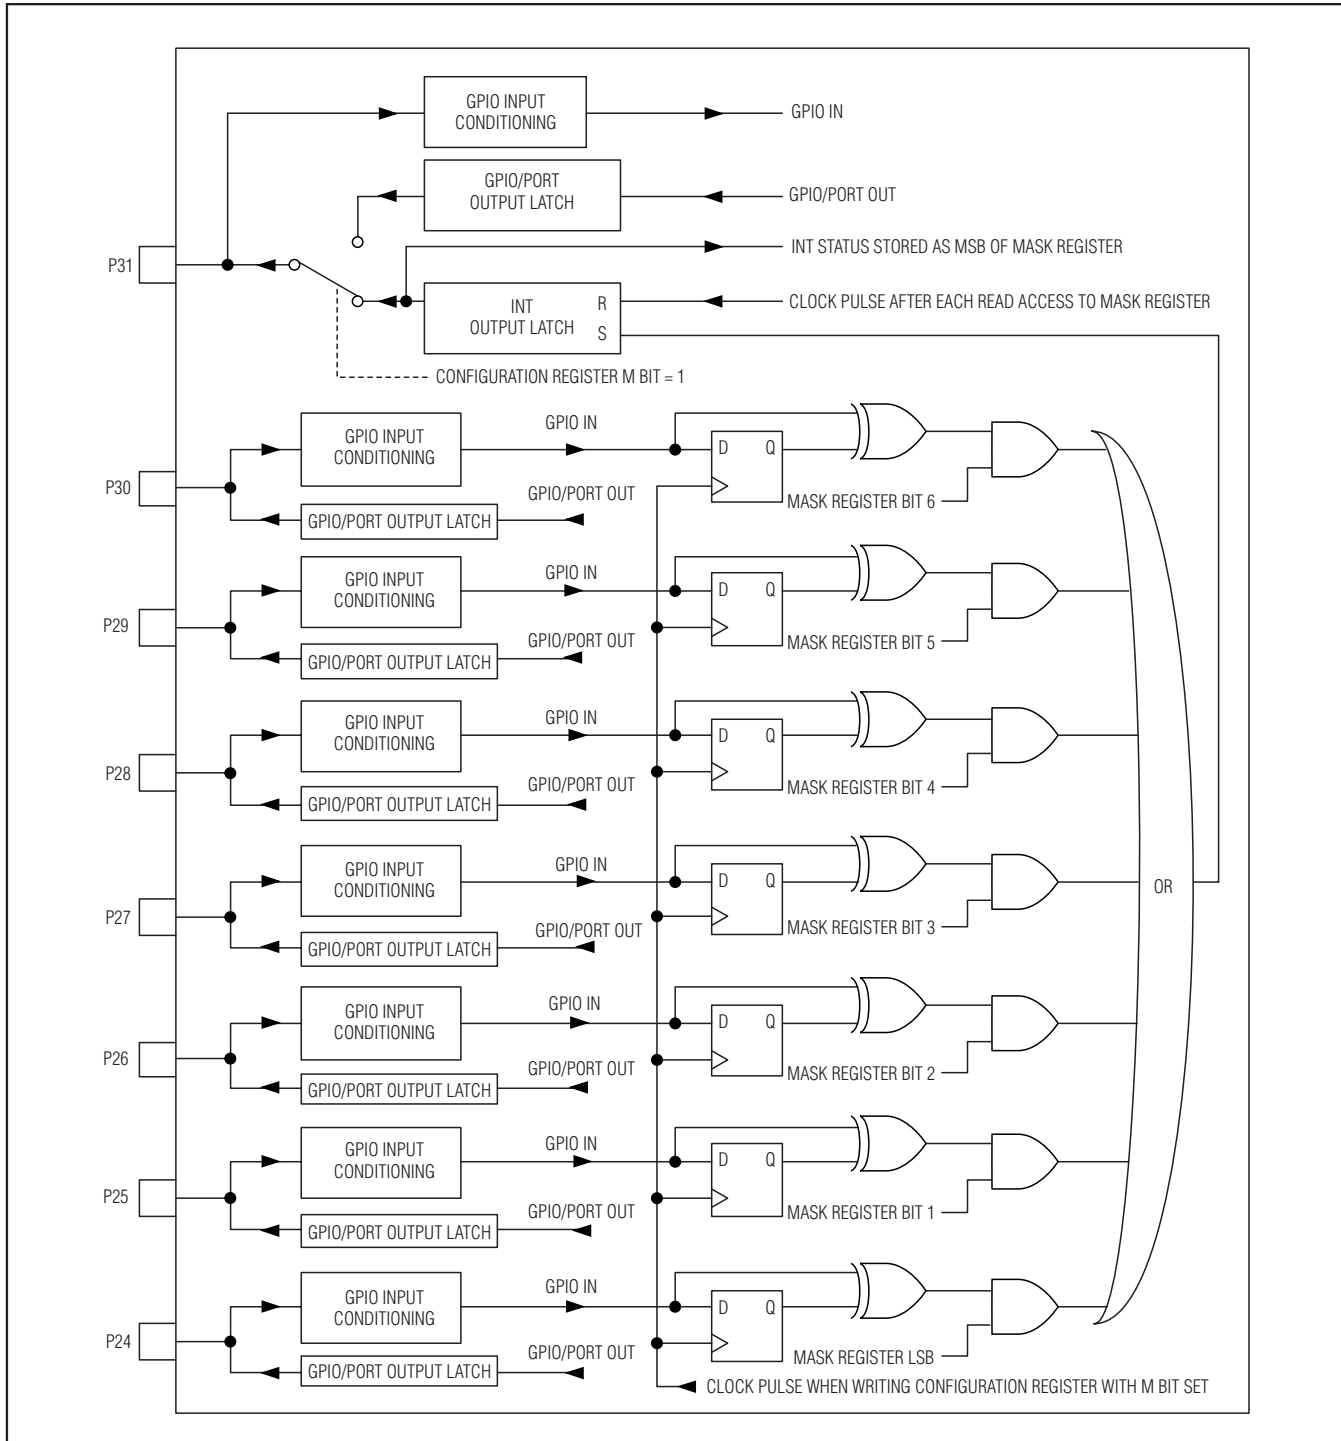 GPIO INPUT
CONDITIONING
GPIO IN
GPIO/PORT
OUTPUT LATCH
GPIO/PORT OUT
INT STATUS STORED AS MSB OF MASK REGISTER
P31
INT
OUTPUT LATCH
R
S
CLOCK PULSE AFTER EACH READ ACCESS TO MASK REGISTER
CONFIGURATION REGISTER M BIT = 1
GPIO INPUT
CONDITIONING
GPIO IN
D Q
P30
GPIO/PORT OUT
MASK REGISTER BIT 6
GPIO/PORT OUTPUT LATCH
GPIO INPUT
CONDITIONING
GPIO IN
D Q
P29
GPIO/PORT OUT
MASK REGISTER BIT 5
GPIO/PORT OUTPUT LATCH
GPIO INPUT
CONDITIONING
GPIO IN
D Q
P28
GPIO/PORT OUT
MASK REGISTER BIT 4
GPIO/PORT OUTPUT LATCH
GPIO INPUT
CONDITIONING
GPIO IN
D Q
OR
P27
GPIO/PORT OUT
MASK REGISTER BIT 3
GPIO/PORT OUTPUT LATCH
GPIO INPUT
CONDITIONING
GPIO IN
D Q
P26
GPIO/PORT OUT
MASK REGISTER BIT 2
GPIO/PORT OUTPUT LATCH
GPIO INPUT
CONDITIONING
GPIO IN
D Q
P25
GPIO/PORT OUT
MASK REGISTER BIT 1
GPIO/PORT OUTPUT LATCH
GPIO INPUT
CONDITIONING
GPIO IN
D Q
P24
GPIO/PORT OUT
MASK REGISTER LSB
GPIO/PORT OUTPUT LATCH
CLOCK PULSE WHEN WRITING CONFIGURATION REGISTER WITH M BIT SET